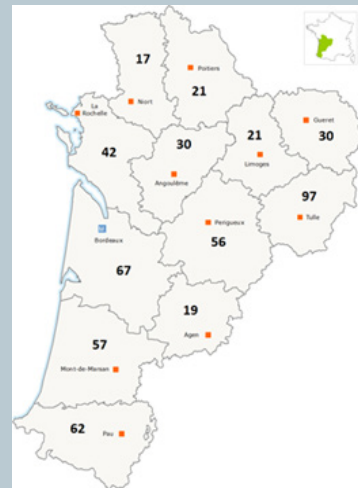 17
Poitiers
21
Niort
La
Rochelle
42
30
Angoulême
21
Limoges
Gueret
30
97
Tulle
Perigueux
56
Bordeaux
67
19
Agen
57
Mont-de-Marsan
62
Pau